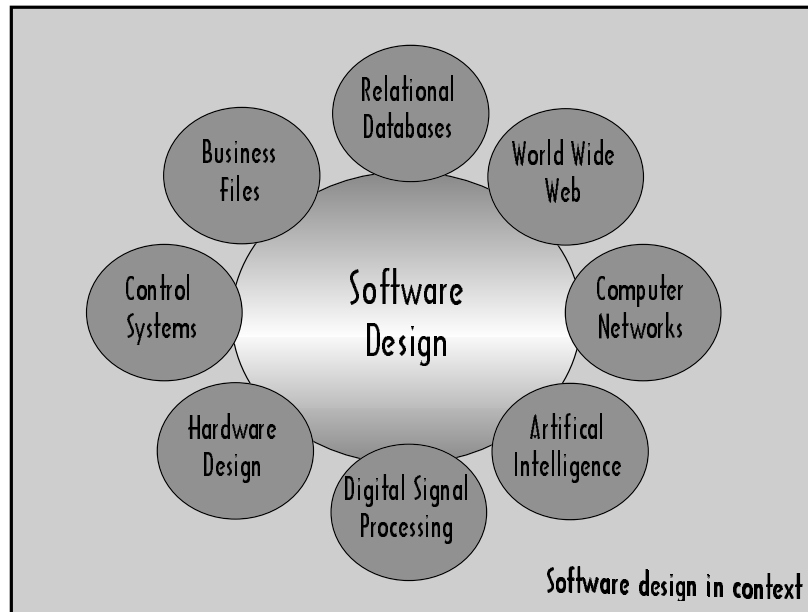 Relational
Databases
Business
Files
World Wide
Web
Control
Systems
Software
Design
Computer
Networks
Hardware
Design
Artifical
Intelligence
Digital Signal
Processing
Software design in context